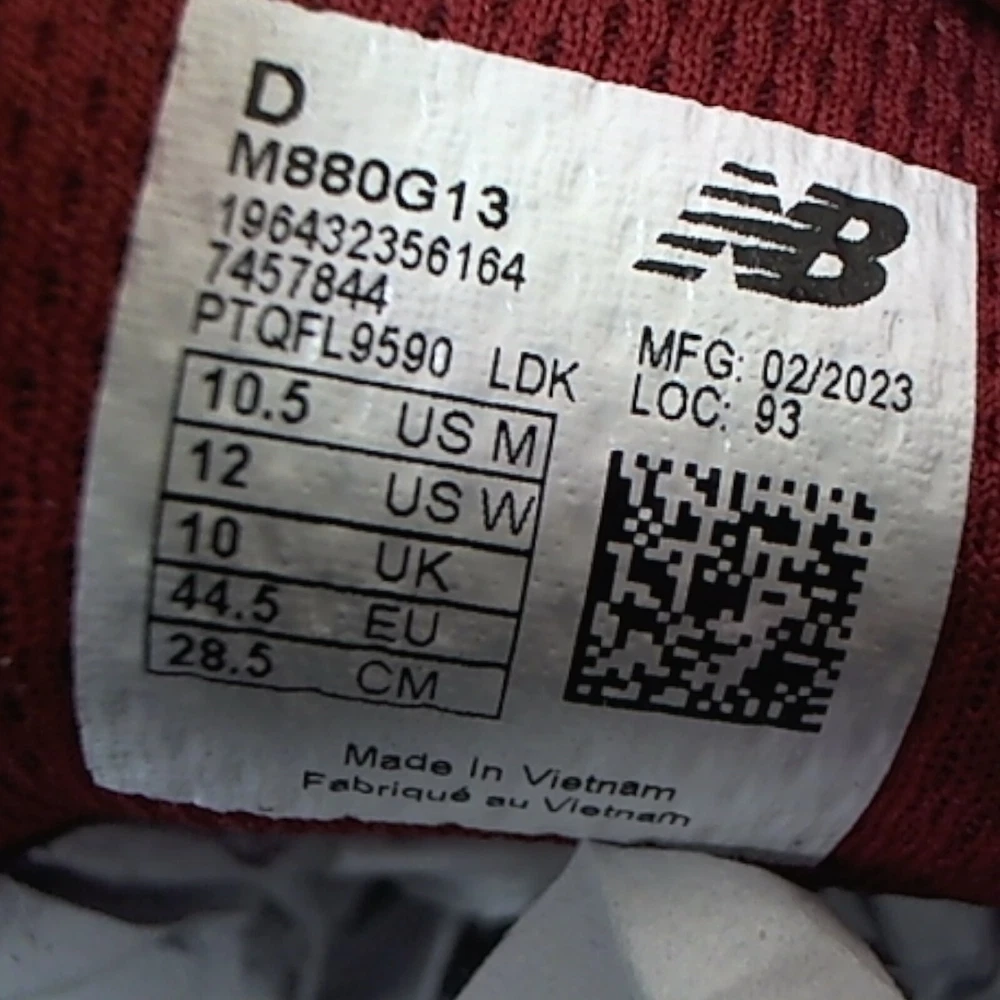 D
M880G13
196432356164
7457844
PTQFL9590 LDK
10.5 US M
12 US W
10 UK
44.5 EU
28.5 CM
NB
MFG: 02/2023
LOC: 93
Made In Vietnam
Fabriqué au Vietnam